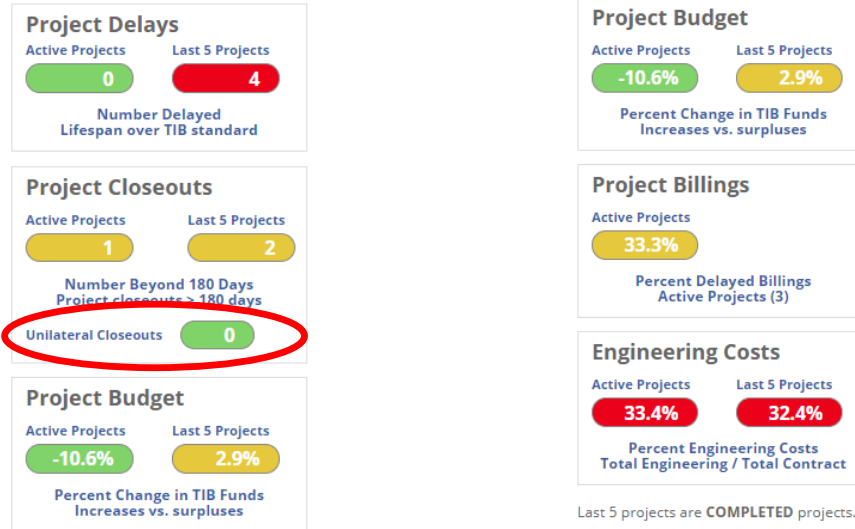 Project Delays
Active Projects Last 5 Projects
0 4
Number Delayed
Lifespan over TIB standard
Project Closeouts
Active Projects Last 5 Projects
1 2
Number Beyond 180 Days
Project closeouts > 180 days
Unilateral Closeouts 0
Project Budget
Active Projects Last 5 Projects
-10.6% 2.9%
Percent Change in TIB Funds
Increases vs. surpluses
Project Budget
Active Projects Last 5 Projects
-10.6% 2.9%
Percent Change in TIB Funds
Increases vs. surpluses
Project Billings
Active Projects
33.3%
Percent Delayed Billings
Active Projects (3)
Engineering Costs
Active Projects Last 5 Projects
33.4% 32.4%
Percent Engineering Costs
Total Engineering / Total Contract
Last 5 projects are COMPLETED projects.